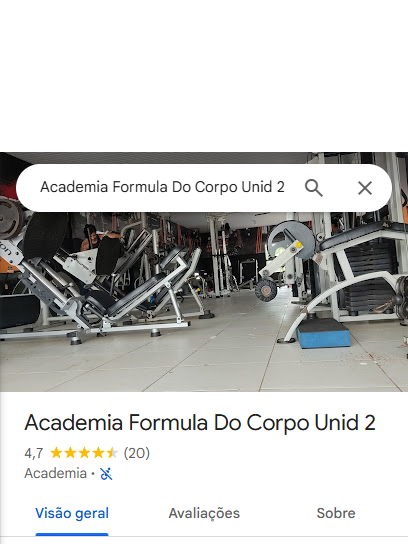 Academia Formula Do Corpo Unid 2
Academia Formula Do Corpo Unid 2
4,7 (20)
Academia ·
Visão geral
Avaliações
Sobre